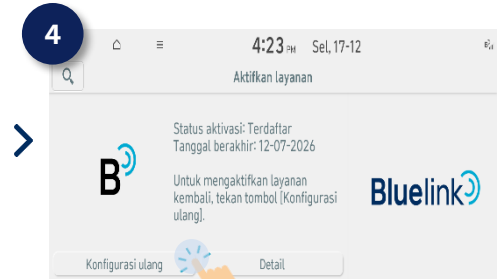 4
4:23 PM Sel, 17-12
Aktifkan layanan
Status aktivasi: Terdaftar
Tanggal berakhir: 12-07-2026
Untuk mengaktifkan layanan
kembali, tekan tombol [Konfigurasi
ulang].
B
Bluelink
Konfigurasi ulang
Detail